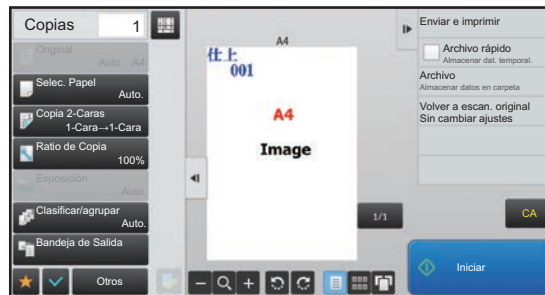 Copias 1
Original
Auto. A4
Selec. Papel
Auto.
Copia 2-Caras
1-Cara→1-Cara
Ratio de Copia
100%
Exposición
Auto.
Clasificar/agrupar
Auto.
Bandeja de Salida
Otros
A4
仕上
001
A4
Image
1/1
Enviar e imprimir
Archivo rápido
Almacenar dat. temporal.
Archivo
Almacenar datos en carpeta
Volver a escan. original
Sin cambiar ajustes
CA
Iniciar